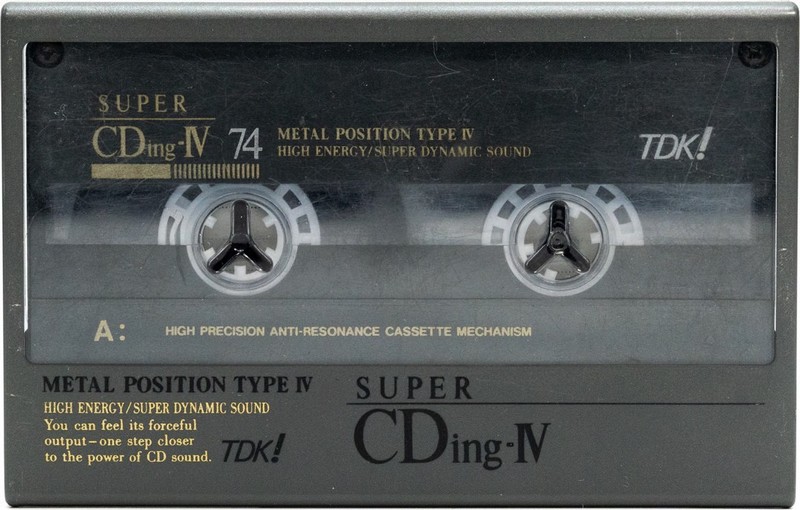 SUPER
CDing-IV 74
METAL POSITION TYPE IV
HIGH ENERGY/SUPER DYNAMIC SOUND
TDK!
A:
HIGH PRECISION ANTI-RESONANCE CASSETTE MECHANISM
METAL POSITION TYPE IV
HIGH ENERGY/SUPER DYNAMIC SOUND
You can feel its forceful
output—one step closer
to the power of CD sound.
TDK!
SUPER
CDing-IV